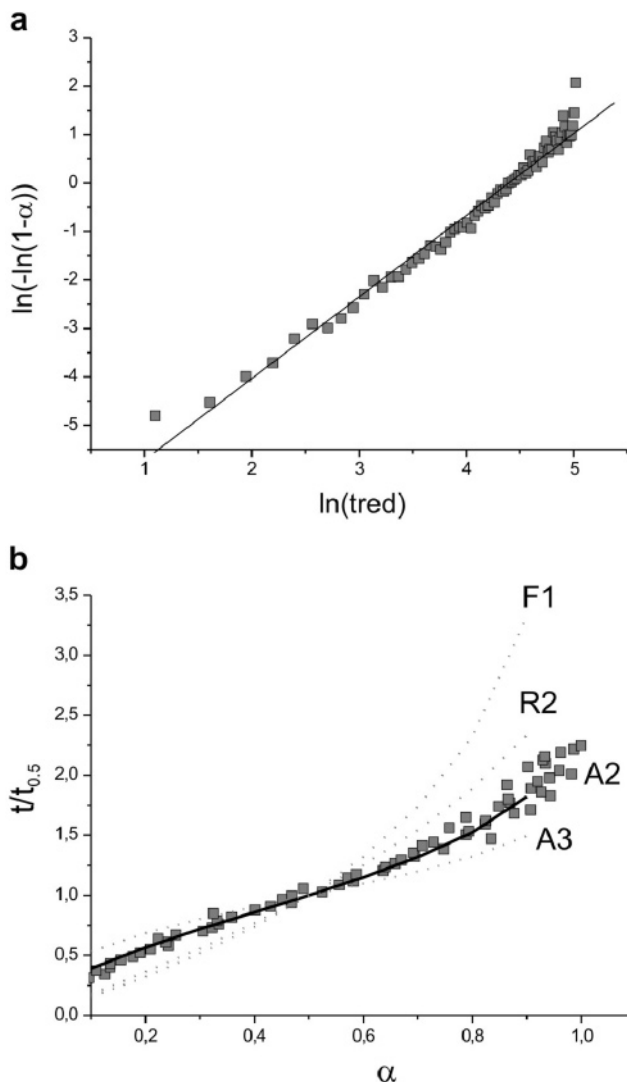 a
3
2
1
0
-1
-2
-3
-4
-5
ln(-ln(1-α))
1 2 3 4 5
ln(tred)
b
3,5
3,0
2,5
2,0
1,5
1,0
0,5
0,0
t/t0.5
F1
R2
A2
A3
0,2 0,4 0,6 0,8 1,0
α